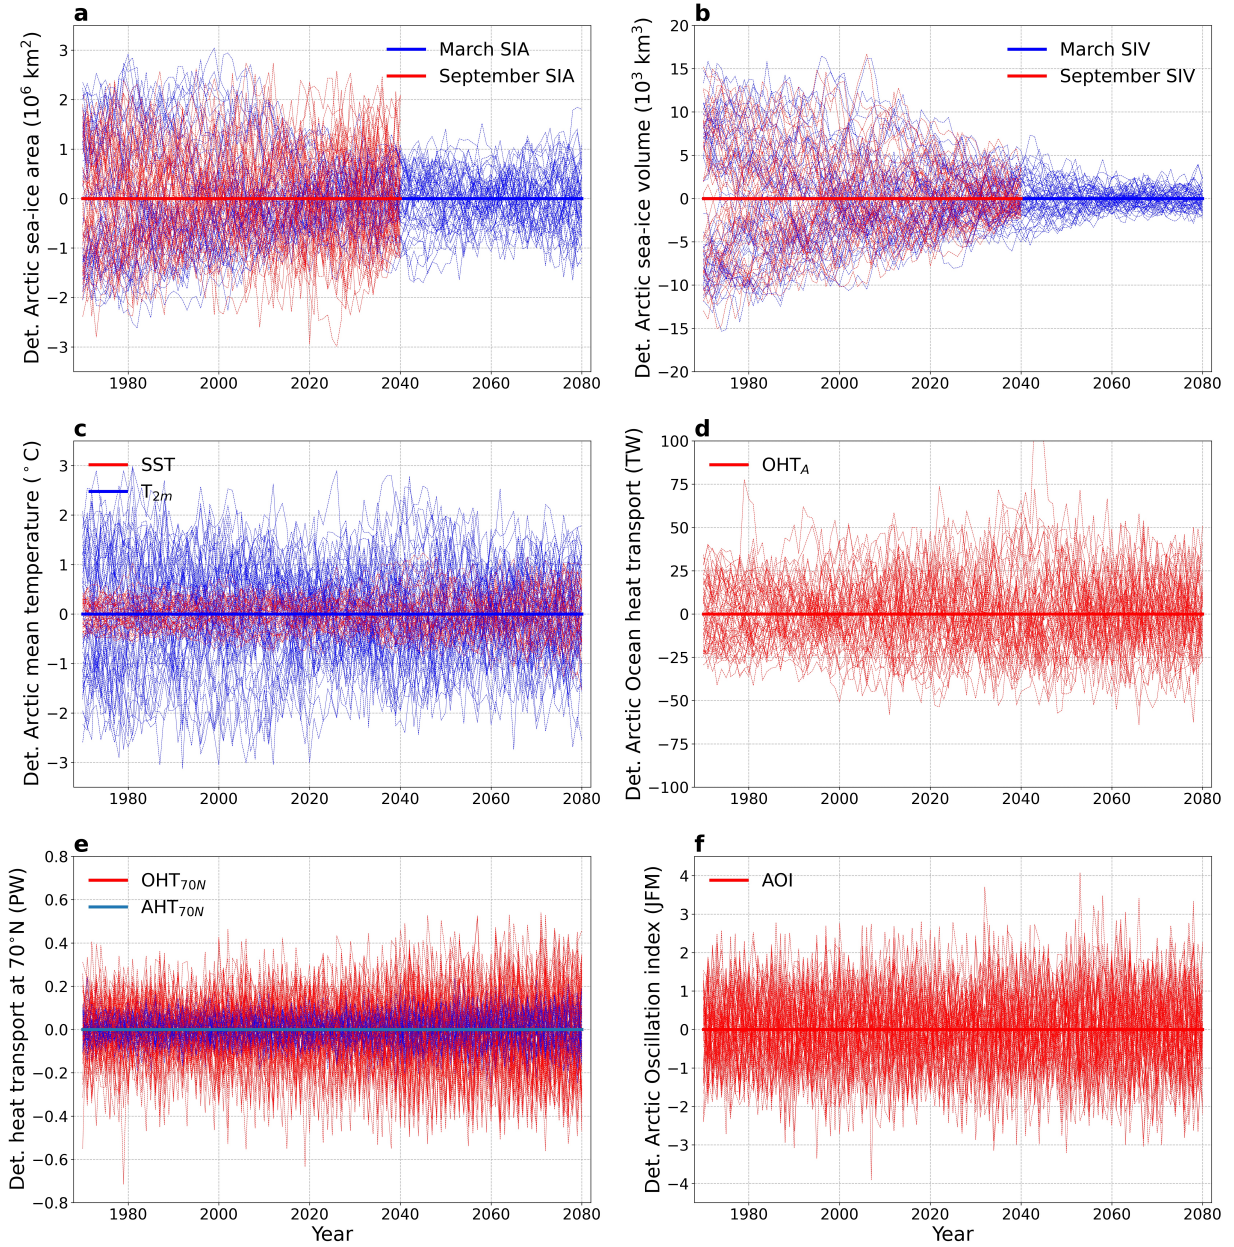 a
Det. Arctic sea-ice area (10⁶ km²)
3
2
1
0
−1
−2
−3
March SIA
September SIA
1980 2000 2020 2040 2060 2080
b
Det. Arctic sea-ice volume (10³ km³)
20
15
10
5
0
−5
−10
−15
−20
March SIV
September SIV
1980 2000 2020 2040 2060 2080
c
Det. Arctic mean temperature (°C)
3
2
1
0
−1
−2
−3
SST
T₂ₘ
1980 2000 2020 2040 2060 2080
d
Det. Arctic Ocean heat transport (TW)
100
75
50
25
0
−25
−50
−75
−100
OHT_A
1980 2000 2020 2040 2060 2080
e
Det. heat transport at 70°N (PW)
0.8
0.6
0.4
0.2
0.0
−0.2
−0.4
−0.6
−0.8
OHT_70N
AHT_70N
1980 2000 2020 2040 2060 2080
Year
f
Det. Arctic Oscillation index (JFM)
4
3
2
1
0
−1
−2
−3
−4
AOI
1980 2000 2020 2040 2060 2080
Year